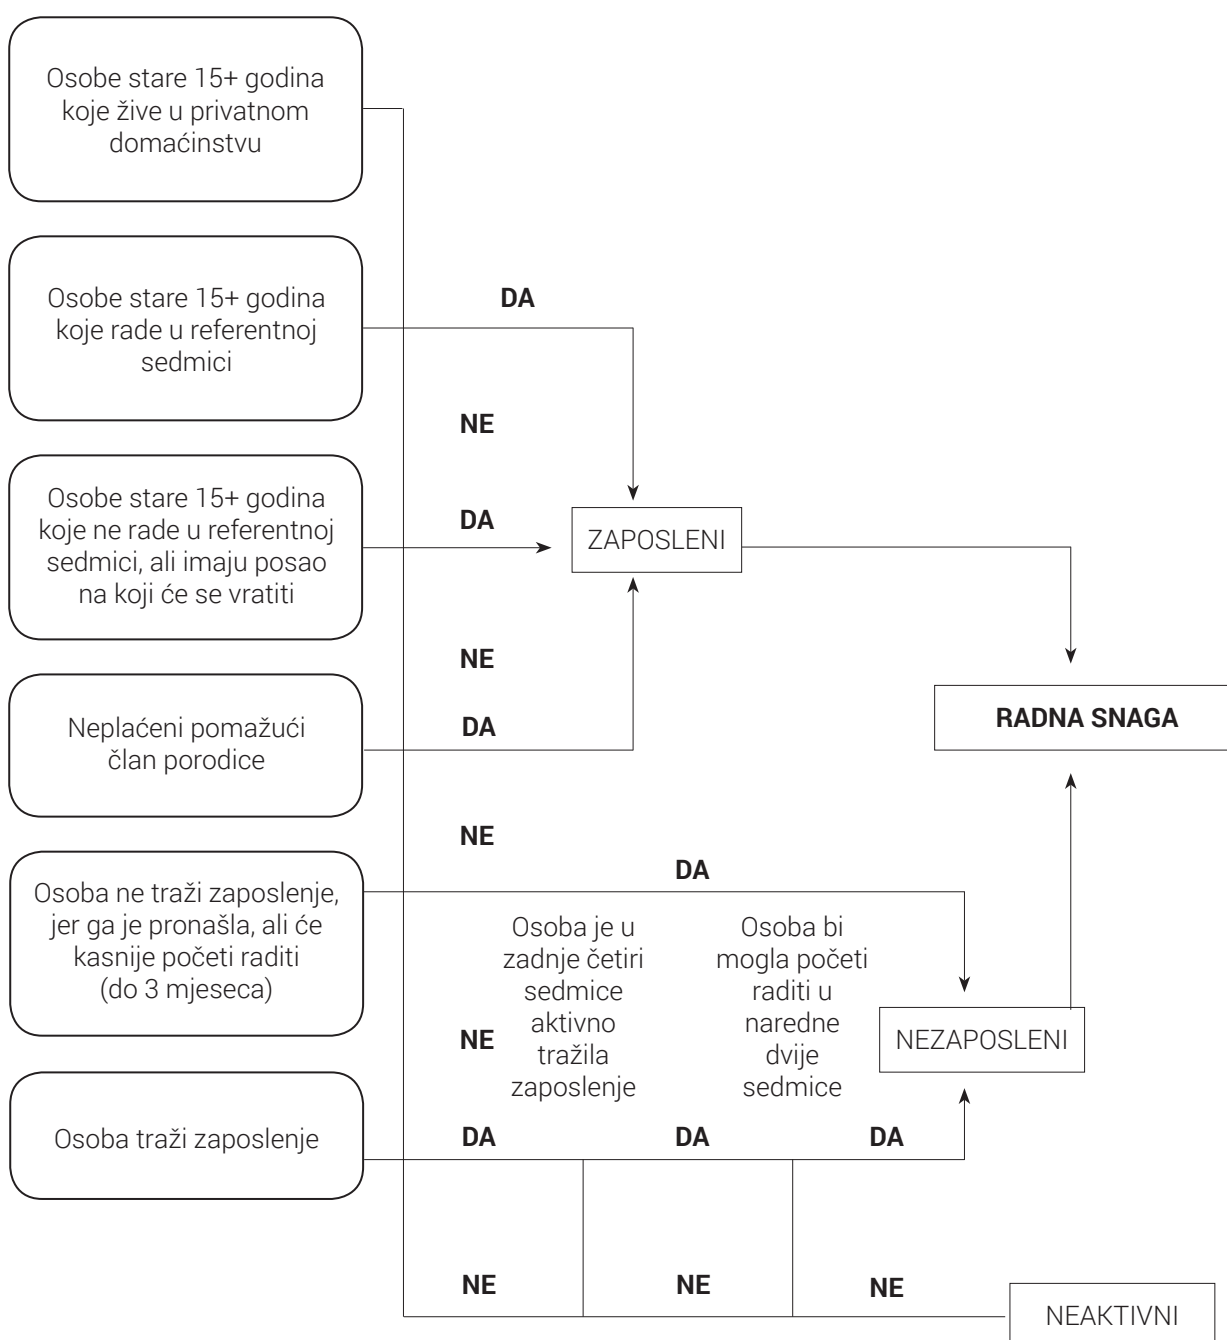 Osobe stare 15+ godina
koje žive u privatnom
domaćinstvu
Osobe stare 15+ godina
koje rade u referentnoj
sedmici
DA
NE
Osobe stare 15+ godina
koje ne rade u referentnoj
sedmici, ali imaju posao
na koji će se vratiti
DA
ZAPOSLENI
NE
Neplaćeni pomažući
član porodice
DA
RADNA SNAGA
NE
Osoba ne traži zaposlenje,
jer ga je pronašla, ali će
kasnije početi raditi
(do 3 mjeseca)
DA
Osoba je u
zadnje četiri
sedmice
aktivno
tražila
zaposlenje
Osoba bi
mogla početi
raditi u
naredne
dvije
sedmice
NEZAPOSLENI
NE
Osoba traži zaposlenje
DA
DA
DA
NE
NE
NE
NEAKTIVNI